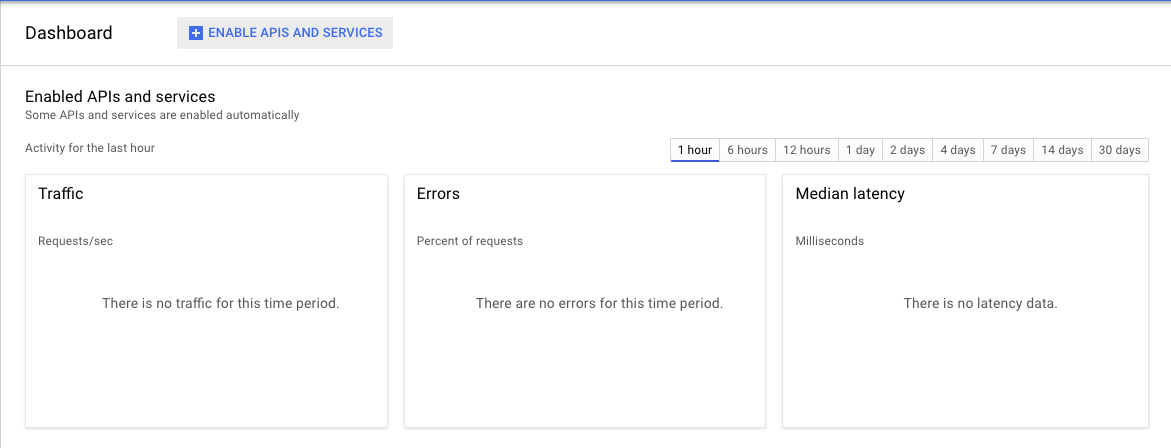 Dashboard
ENABLE APIS AND SERVICES
Enabled APIs and services
Some APIs and services are enabled automatically
Activity for the last hour
1 hour 6 hours 12 hours 1 day 2 days 4 days 7 days 14 days 30 days
Traffic
Requests/sec
There is no traffic for this time period.
Errors
Percent of requests
There are no errors for this time period.
Median latency
Milliseconds
There is no latency data.